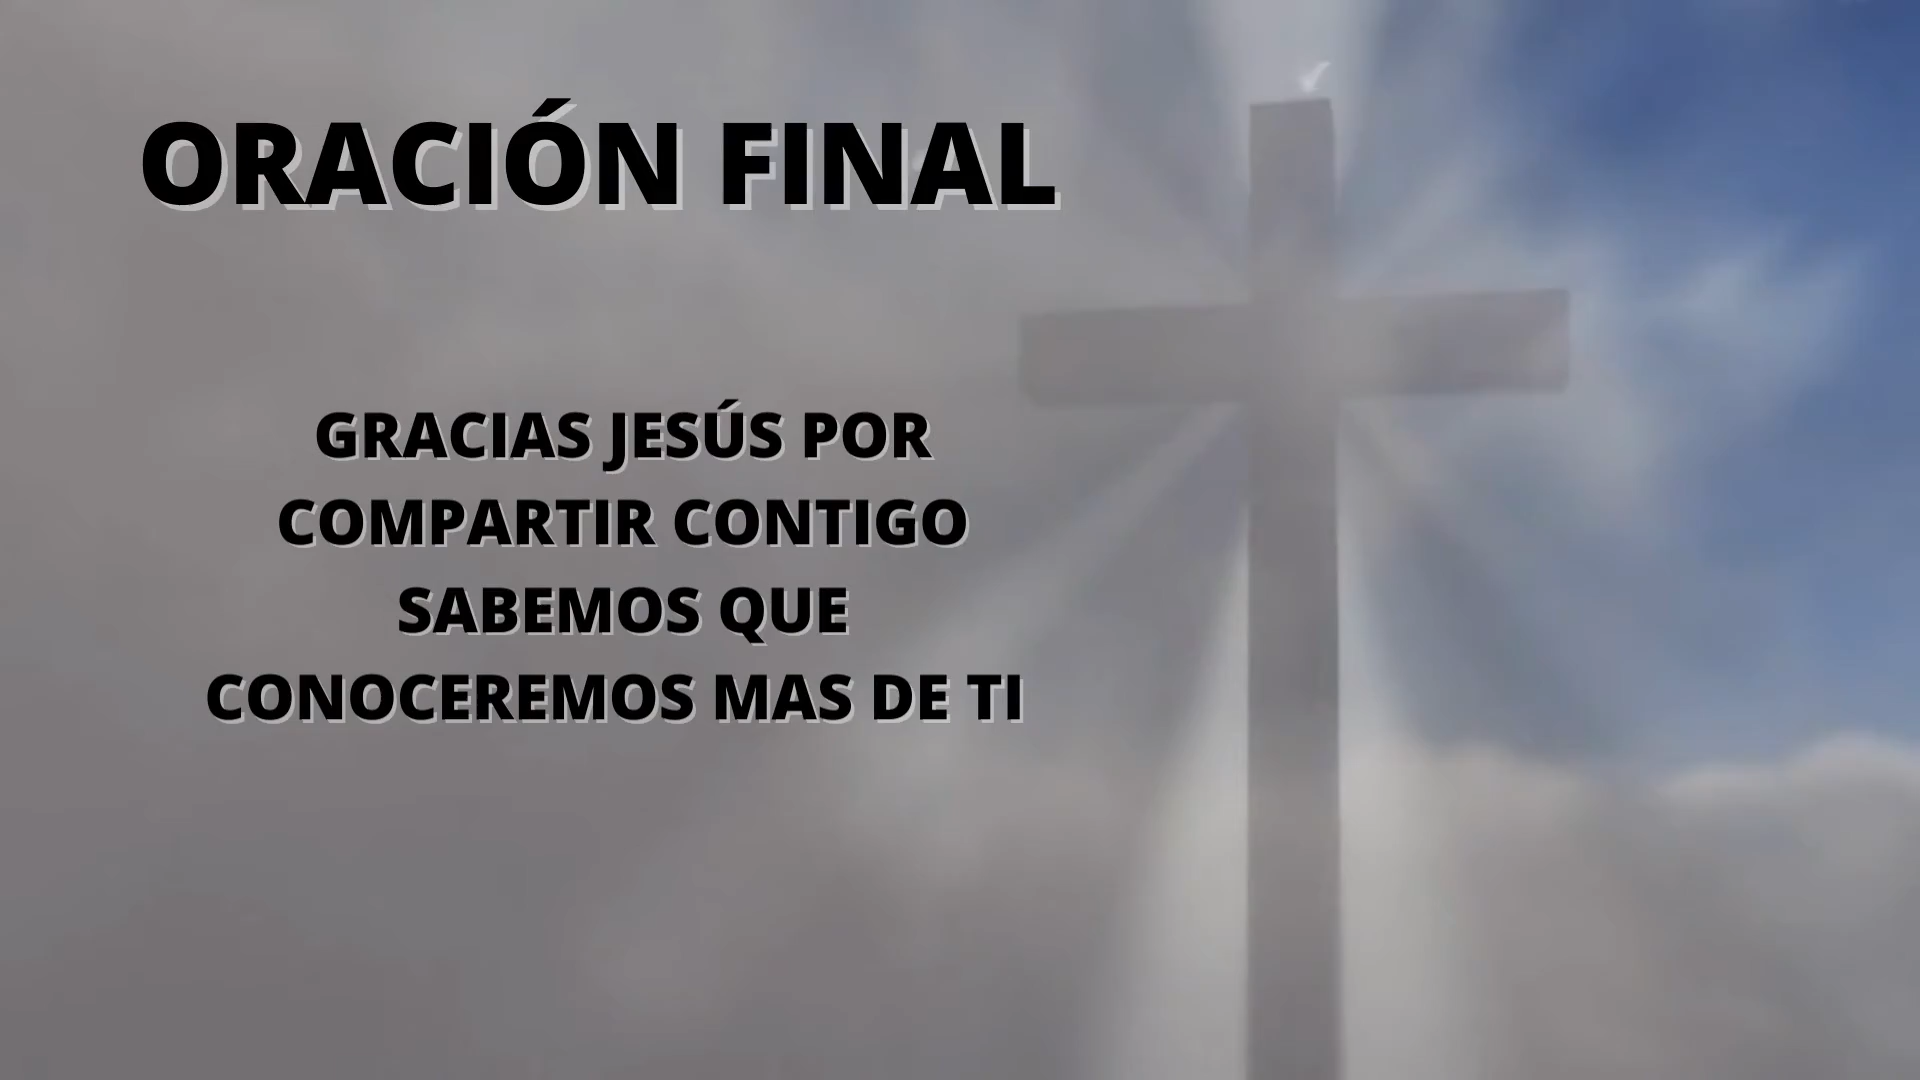 ORACIÓN FINAL
GRACIAS JESÚS POR
COMPARTIR CONTIGO
SABEMOS QUE
CONOCEREMOS MAS DE TI